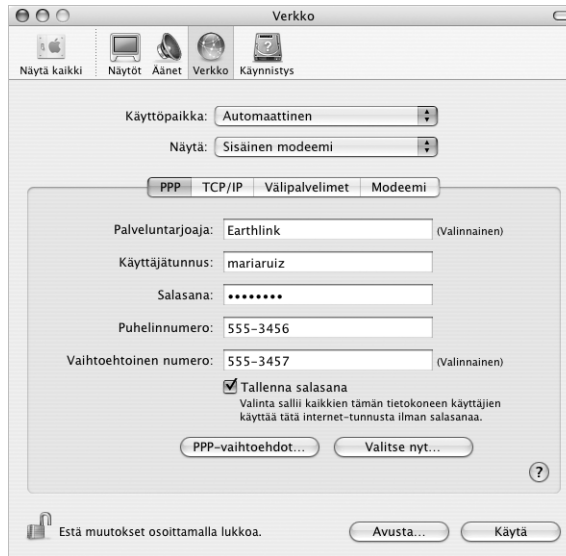 Verkko
Näytä kaikki Näytöt Äänet Verkko Käynnistys
Käyttöpaikka: Automaattinen
Näytä: Sisäinen modeemi
PPP TCP/IP Välipalvelimet Modeemi
Palveluntarjoaja: Earthlink (Valinnainen)
Käyttäjätunnus: mariaruiz
Salasana: ••••••••
Puhelinnumero: 555-3456
Vaihtoehtoinen numero: 555-3457 (Valinnainen)
Tallenna salasana
Valinta sallii kaikkien tämän tietokoneen käyttäjien
käyttää tätä internet-tunnusta ilman salasanaa.
PPP-vaihtoehdot... Valitse nyt...
?
Estä muutokset osoittamalla lukkoa. Avusta... Käytä